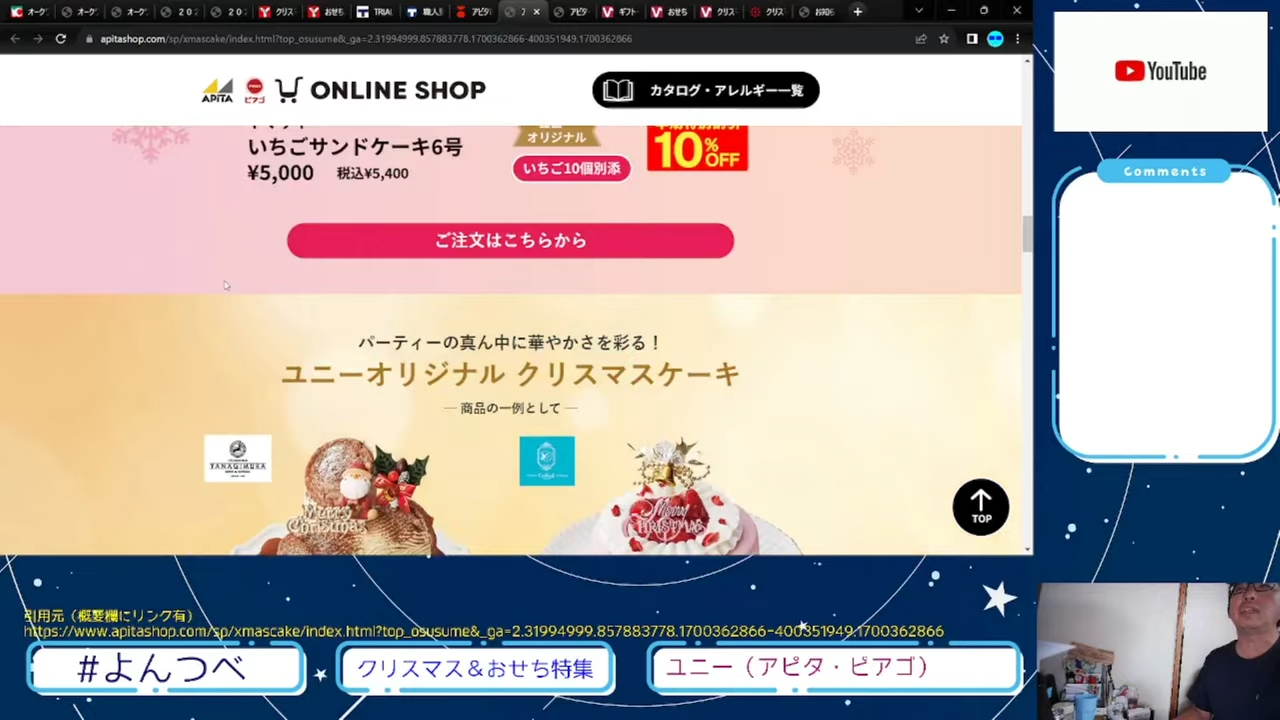 apitashop.com/sp/xmascake/index.html?top_osusume&_ga=2.31994999.857883778.1700362866-400351949.1700362866
APiTA ピアゴ ONLINE SHOP
カタログ・アレルギー一覧
いちごサンドケーキ6号
¥5,000 税込¥5,400
オリジナル
いちご10個別添
10%OFF
ご注文はこちらから
パーティーの真ん中に華やかさを彩る！
ユニーオリジナル クリスマスケーキ
― 商品の一例として ―
YANAGIMURA
Merry Christmas
Merry CHRISTMAS
TOP
YouTube
Comments
引用元（概要欄にリンク有）
https://www.apitashop.com/sp/xmascake/index.html?top_osusume&_ga=2.31994999.857883778.1700362866-400351949.1700362866
#よんつべ
クリスマス＆おせち特集
ユニー（アピタ・ピアゴ）